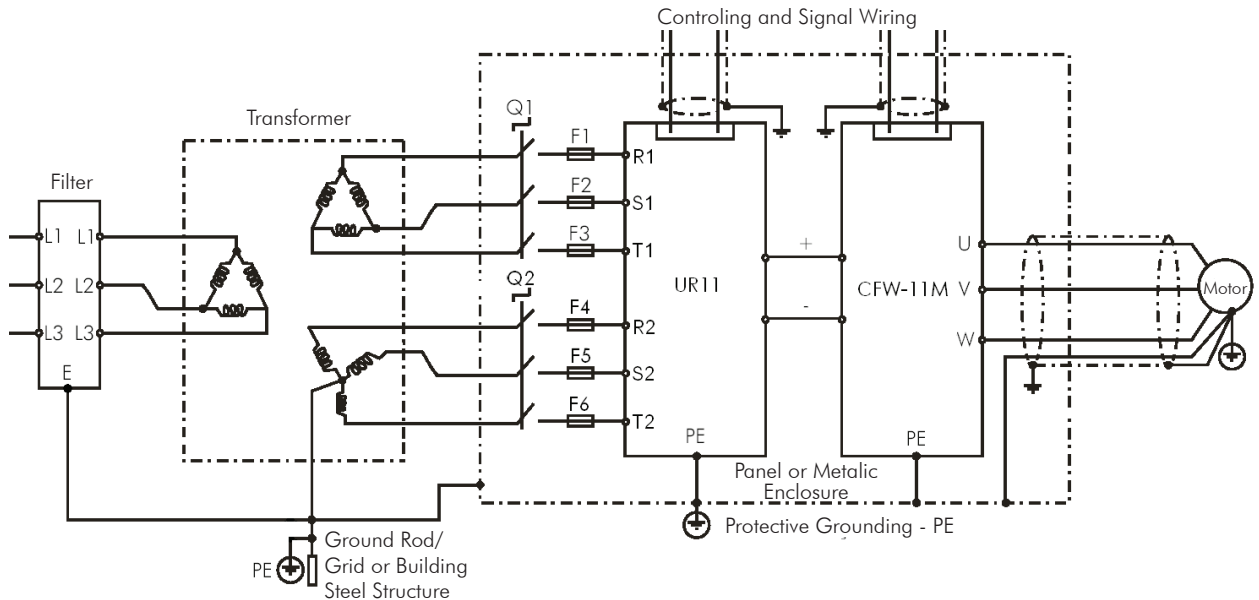 Controling and Signal Wiring
Transformer
Q1
F1
R1
Filter
F2
S1
L1 L1
F3
T1
U
+
Q2
UR11
CFW-11M
L2 L2
V
Motor
-
F4
R2
L3 L3
W
E
F5
S2
F6
T2
PE
PE
Panel or Metalic
Enclosure
Protective Grounding - PE
Ground Rod/
PE
Grid or Building
Steel Structure